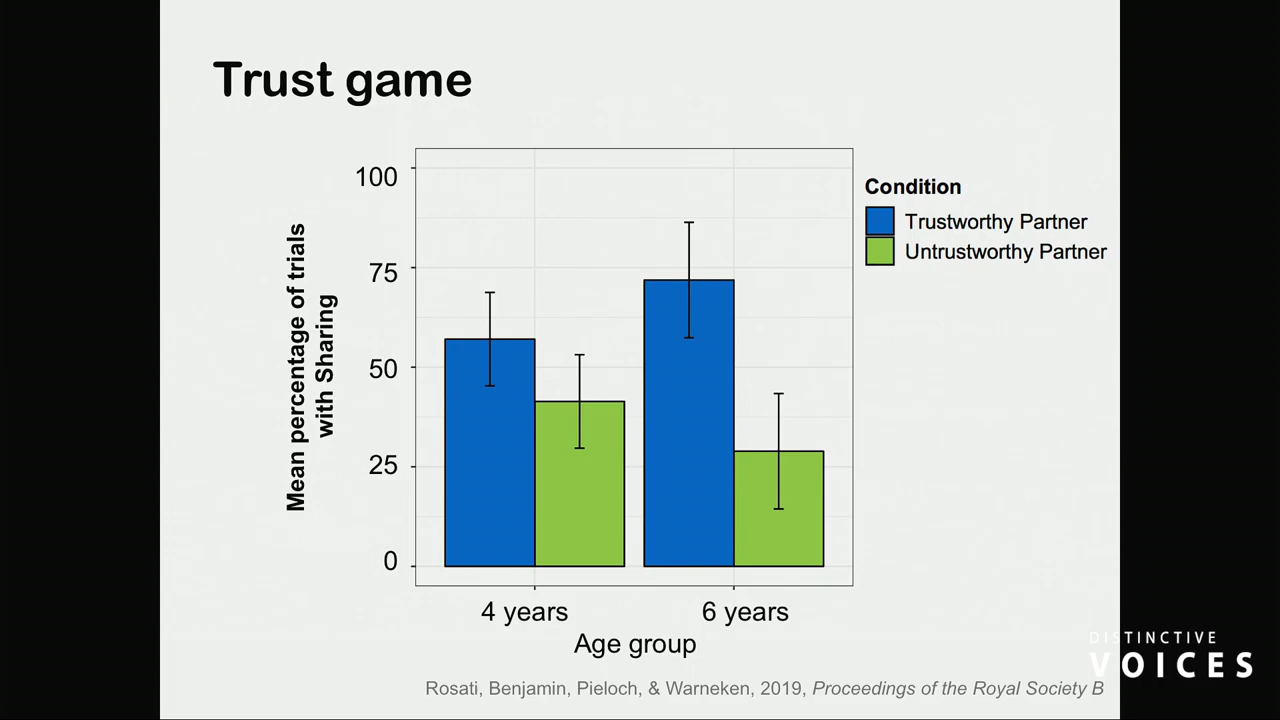 Trust game
100
75
50
25
0
Mean percentage of trials
with Sharing
Condition
Trustworthy Partner
Untrustworthy Partner
4 years
6 years
Age group
DISTINCTIVE
VOICES
Rosati, Benjamin, Pieloch, & Warneken, 2019, Proceedings of the Royal Society B